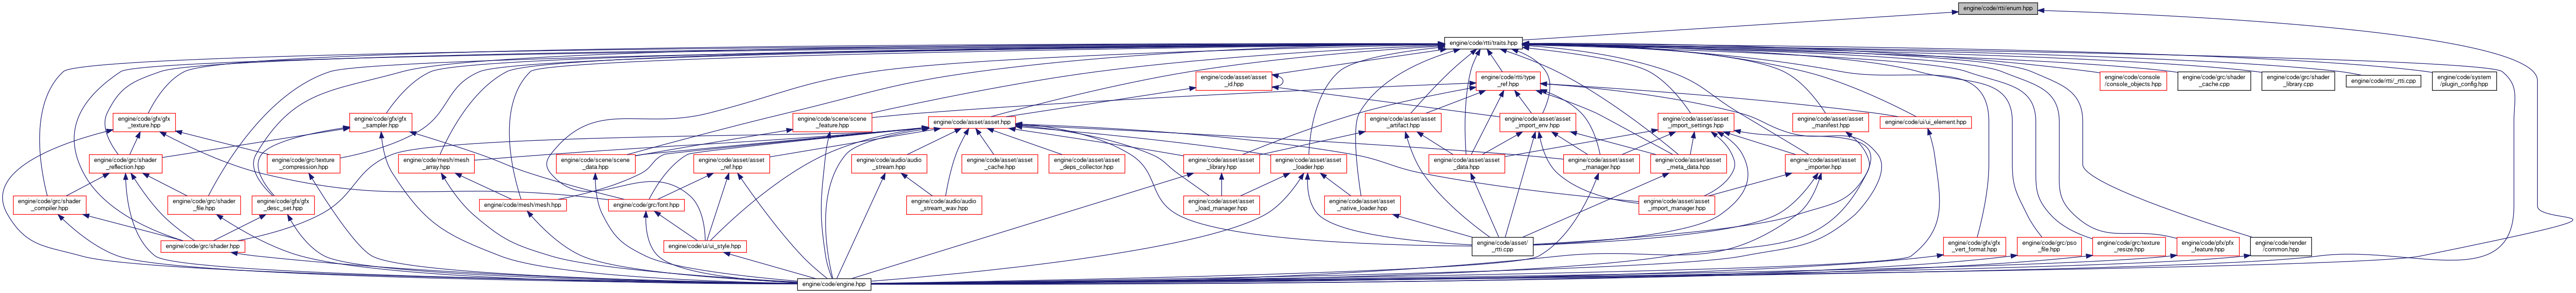 engine/code/rtti/enum.hpp
engine/code/rtti/traits.hpp
engine/code/asset/asset
_id.hpp
engine/code/rtti/type
_ref.hpp
engine/code/console
/console_objects.hpp
engine/code/grc/shader
_cache.hpp
engine/code/grc/shader
_library.hpp
engine/code/rtti/_rtti.cpp
engine/code/system
/plugin_config.hpp
engine/code/gfx/gfx
_texture.hpp
engine/code/gfx/gfx
_sampler.hpp
engine/code/scene/scene
_feature.hpp
engine/code/asset/asset.hpp
engine/code/asset/asset
_artifact.hpp
engine/code/asset/asset
_import_env.hpp
engine/code/asset/asset
_import_settings.hpp
engine/code/asset/asset
_manifest.hpp
engine/code/ui/ui_element.hpp
engine/code/grc/shader
_reflection.hpp
engine/code/grc/texture
_compression.hpp
engine/code/mesh/mesh
_array.hpp
engine/code/scene/scene
_data.hpp
engine/code/asset/asset
_ref.hpp
engine/code/audio/audio
_stream.hpp
engine/code/asset/asset
_cache.hpp
engine/code/asset/asset
_deps_collector.hpp
engine/code/asset/asset
_library.hpp
engine/code/asset/asset
_loader.hpp
engine/code/asset/asset
_data.hpp
engine/code/asset/asset
_manager.hpp
engine/code/asset/asset
_meta_data.hpp
engine/code/asset/asset
_importer.hpp
engine/code/grc/shader
_compiler.hpp
engine/code/grc/shader
_file.hpp
engine/code/gfx/gfx
_desc_set.hpp
engine/code/mesh/mesh.hpp
engine/code/grc/font.hpp
engine/code/audio/audio
_stream_wav.hpp
engine/code/asset/asset
_load_manager.hpp
engine/code/asset/asset
_native_loader.hpp
engine/code/asset/asset
_import_manager.hpp
engine/code/grc/shader.hpp
engine/code/ui/ui_style.hpp
engine/code/asset/
_rtti.cpp
engine/code/gfx/gfx
_vert_format.hpp
engine/code/grc/pso
_file.hpp
engine/code/grc/texture
_resize.hpp
engine/code/pfx/pfx
_feature.hpp
engine/code/render
/common.hpp
engine/code/engine.hpp